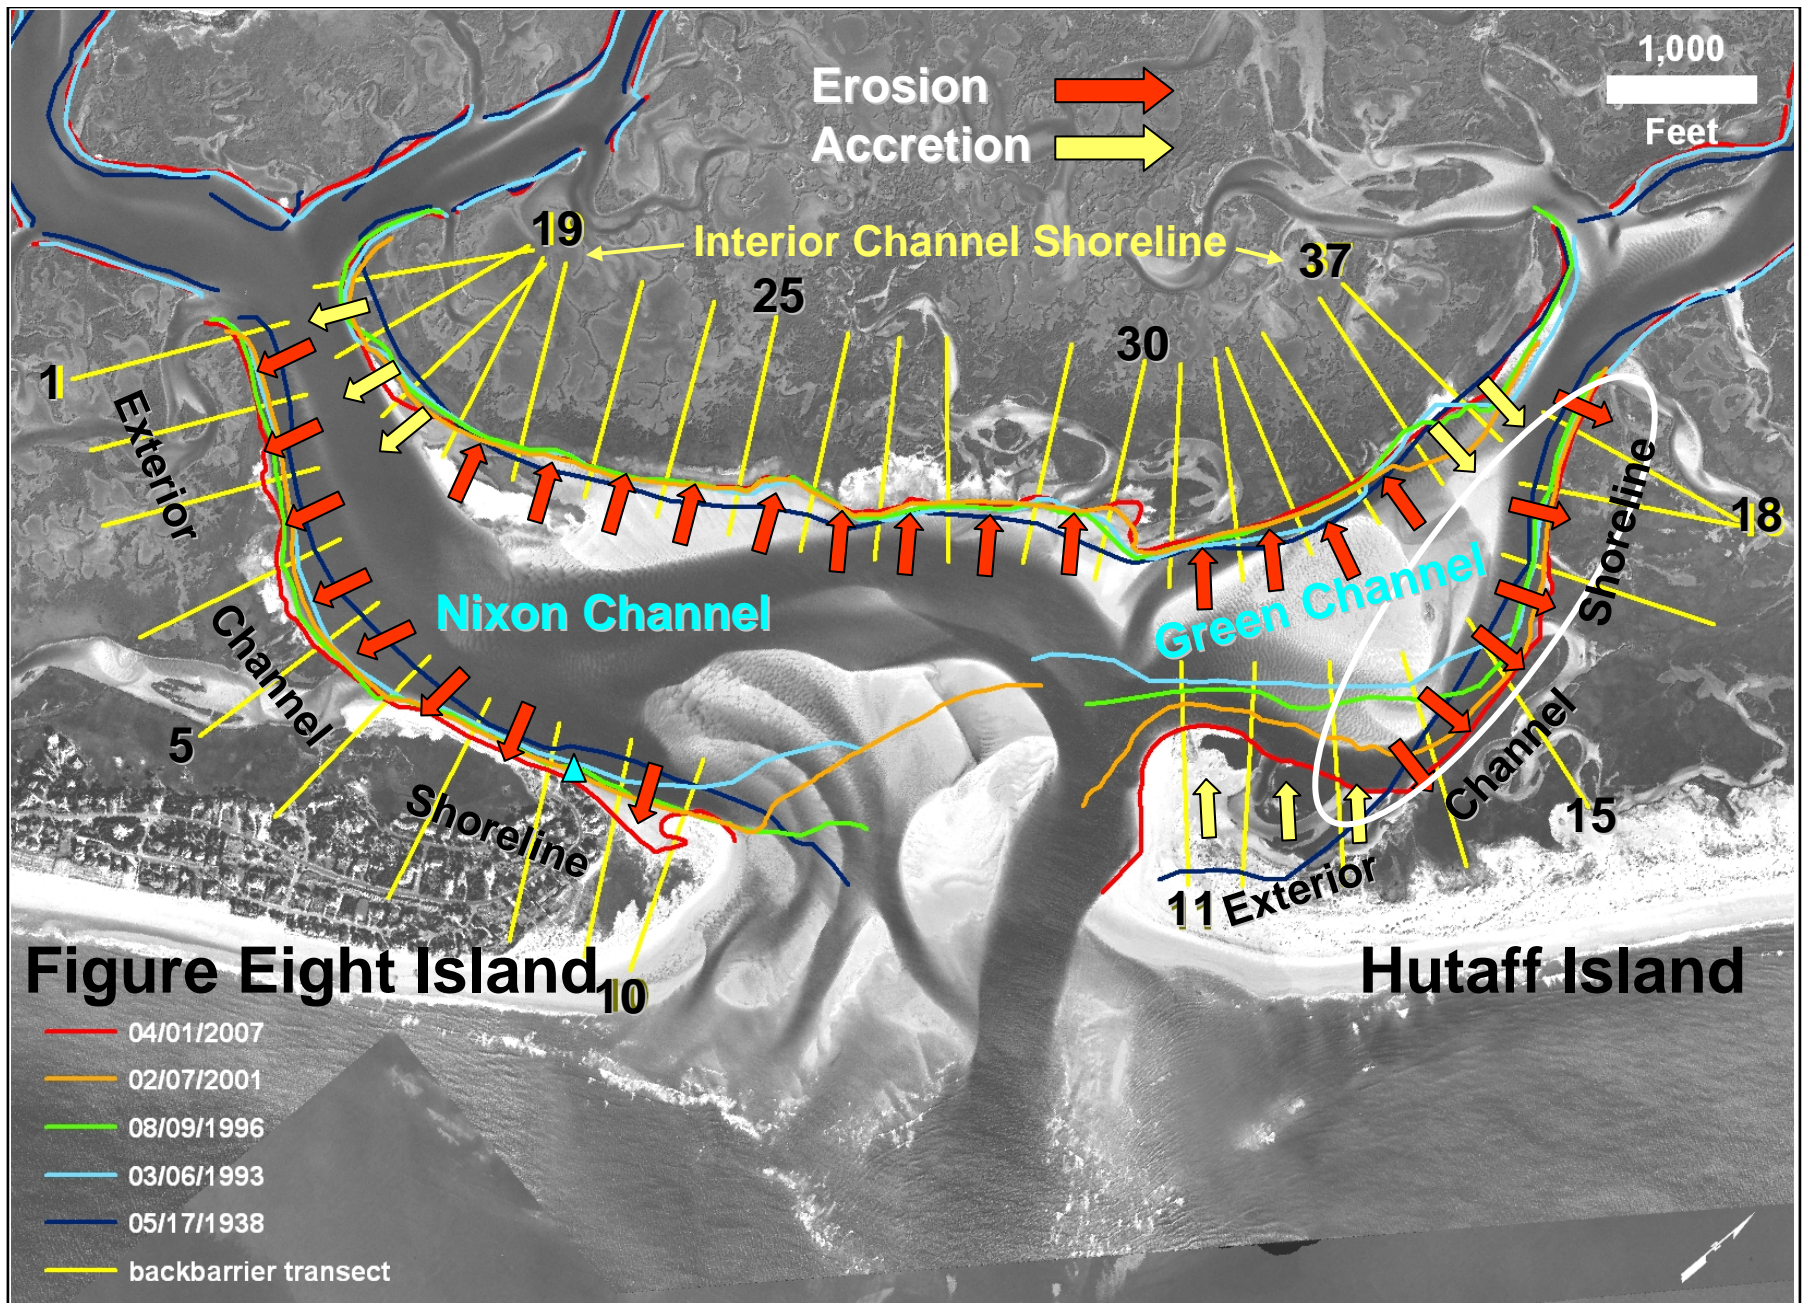 1,000
Feet
Erosion
Accretion
19
Interior Channel Shoreline
37
25
30
1
Exterior
Channel
Shoreline
5
10
Nixon Channel
Green Channel
Shoreline
18
Channel
15
11
Exterior
Figure Eight Island
Hutaff Island
04/01/2007
02/07/2001
08/09/1996
03/06/1993
05/17/1938
backbarrier transect